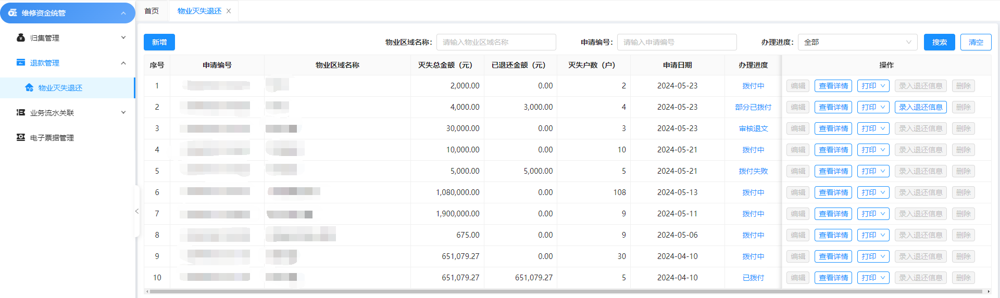 维修资金统管
归集管理
退款管理
物业灭失退还
业务流水关联
电子票据管理
首页 物业灭失退还
新增 物业区域名称: 请输入物业区域名称 申请编号: 请输入申请编号 办理进度: 全部 搜索 清空
序号 申请编号 物业区域名称 灭失总金额（元） 已退还金额（元） 灭失户数（户） 申请日期 办理进度 操作
1 2,000.00 0.00 2 2024-05-23 拨付中 编辑 查看详情 打印 录入退还信息 删除
2 4,000.00 3,000.00 4 2024-05-23 部分已拨付 编辑 查看详情 打印 录入退还信息 删除
3 30,000.00 0.00 3 2024-05-23 审核退文 编辑 查看详情 打印 录入退还信息 删除
4 10,000.00 0.00 10 2024-05-21 拨付中 编辑 查看详情 打印 录入退还信息 删除
5 5,000.00 5,000.00 5 2024-05-21 拨付失败 编辑 查看详情 打印 录入退还信息 删除
6 1,080,000.00 0.00 108 2024-05-13 拨付中 编辑 查看详情 打印 录入退还信息 删除
7 1,900,000.00 0.00 9 2024-05-11 拨付中 编辑 查看详情 打印 录入退还信息 删除
8 675.00 0.00 9 2024-05-06 拨付中 编辑 查看详情 打印 录入退还信息 删除
9 651,079.27 0.00 30 2024-04-10 拨付中 编辑 查看详情 打印 录入退还信息 删除
10 651,079.27 651,079.27 5 2024-04-10 已拨付 编辑 查看详情 打印 录入退还信息 删除